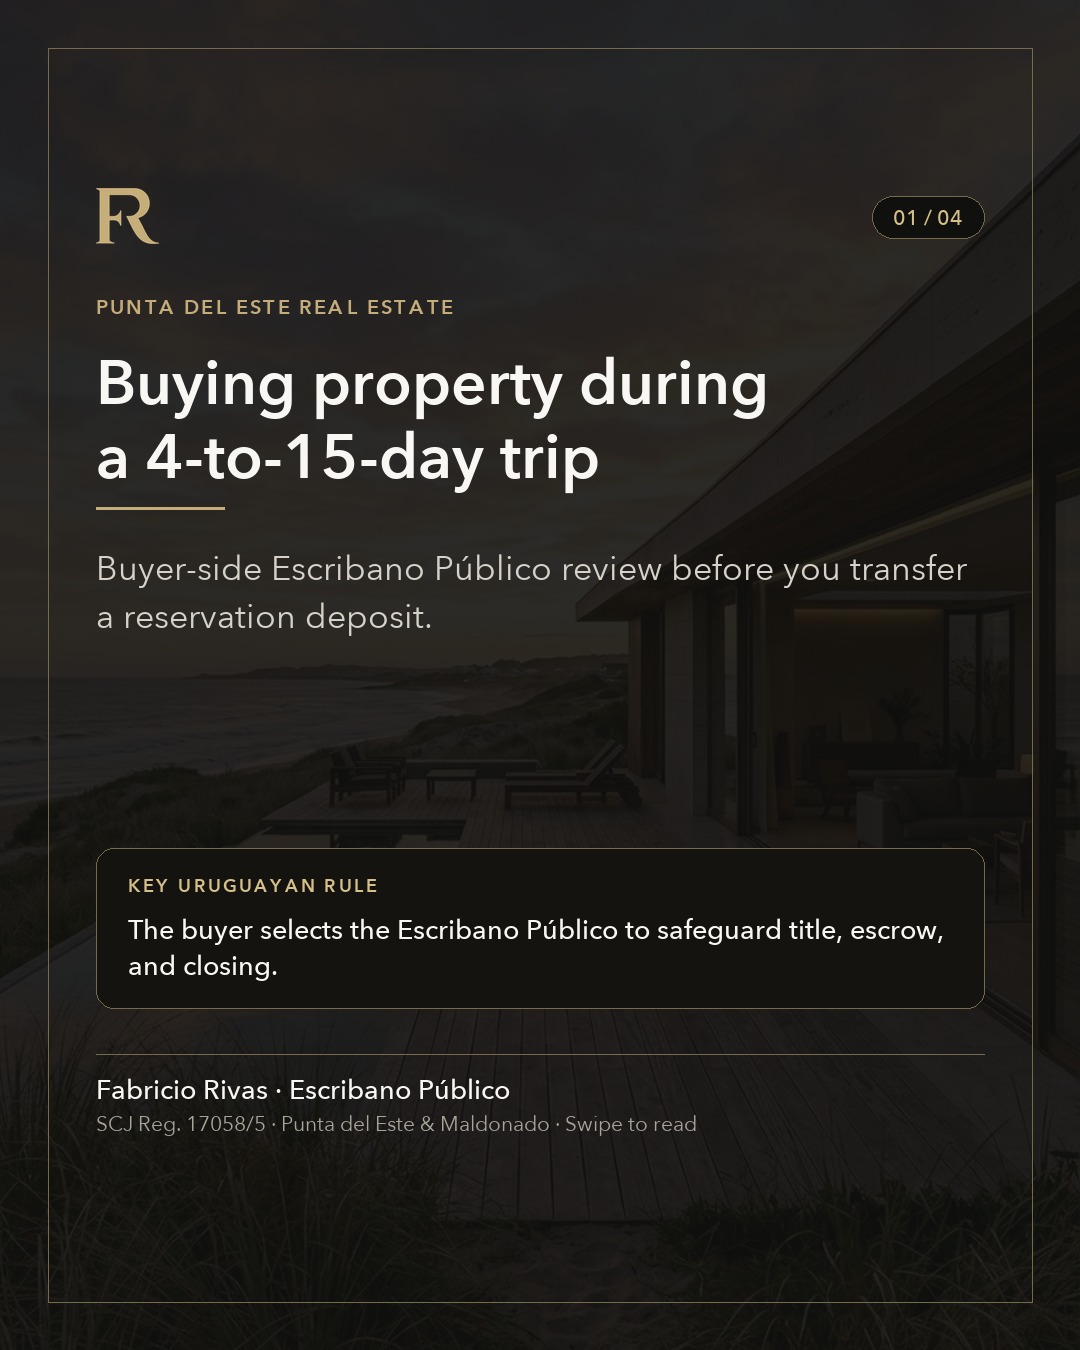 R
01 / 04
PUNTA DEL ESTE REAL ESTATE
Buying property during
a 4-to-15-day trip
Buyer-side Escribano Público review before you transfer
a reservation deposit.
KEY URUGUAYAN RULE
The buyer selects the Escribano Público to safeguard title, escrow,
and closing.
Fabricio Rivas · Escribano Público
SCJ Reg. 17058/5 · Punta del Este & Maldonado · Swipe to read